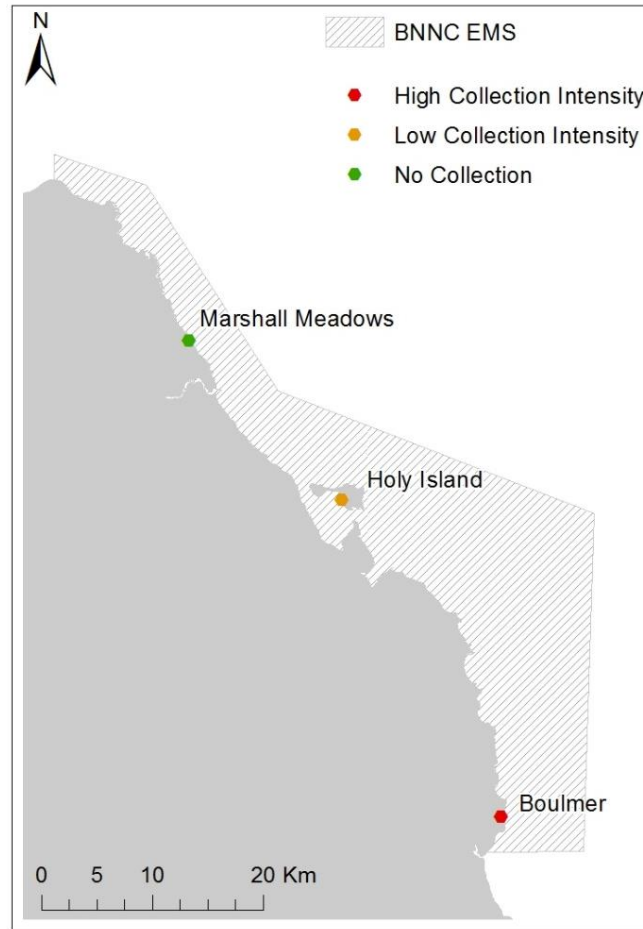 N
BNNC EMS
High Collection Intensity
Low Collection Intensity
No Collection
Marshall Meadows
Holy Island
Boulmer
0 5 10 20 Km